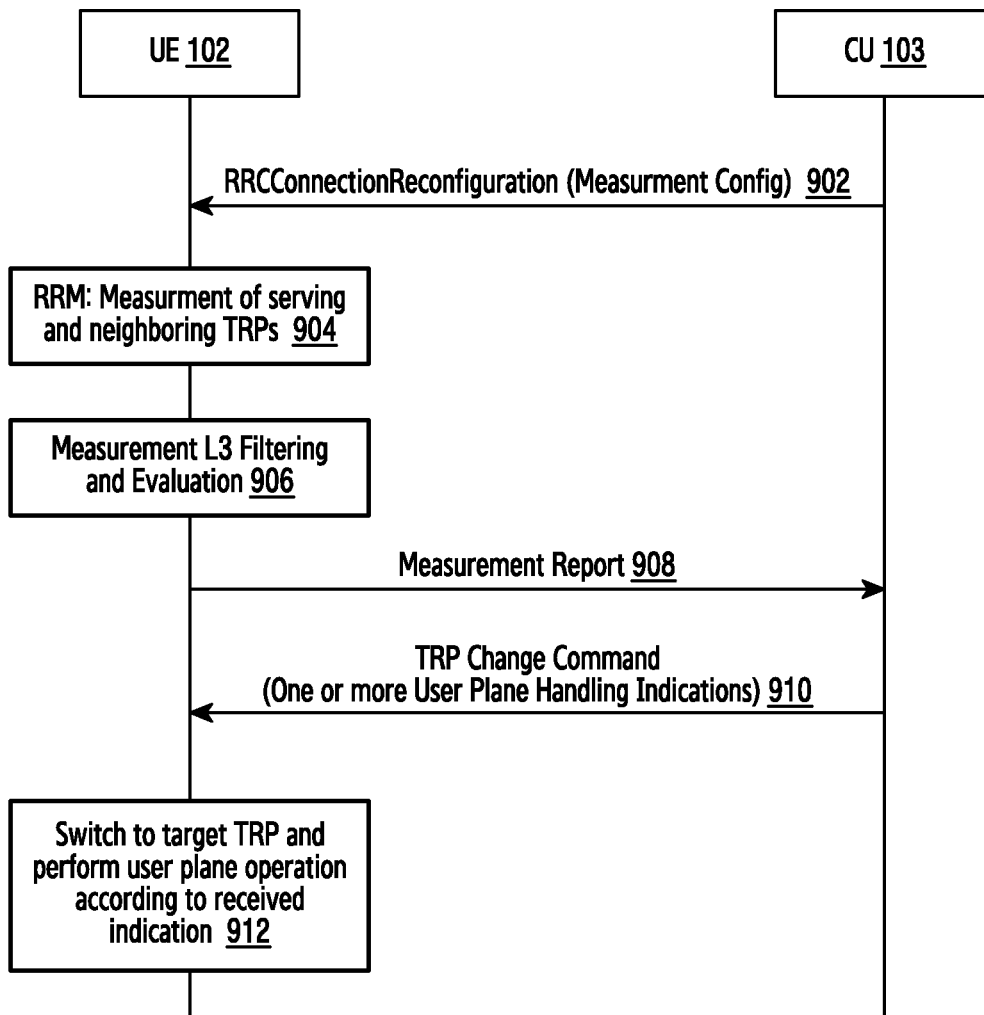 UE 102
CU 103
RRCConnectionReconfiguration (Measurment Config) 902
RRM: Measurment of serving
and neighboring TRPs 904
Measurement L3 Filtering
and Evaluation 906
Measurement Report 908
TRP Change Command
(One or more User Plane Handling Indications) 910
Switch to target TRP and
perform user plane operation
according to received
indication 912